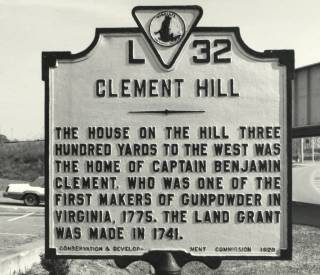 L 32
CLEMENT HILL
THE HOUSE ON THE HILL THREE
HUNDRED YARDS TO THE WEST WAS
THE HOME OF CAPTAIN BENJAMIN
CLEMENT, WHO WAS ONE OF THE
FIRST MAKERS OF GUNPOWDER IN
VIRGINIA, 1775. THE LAND GRANT
WAS MADE IN 1741.
CONSERVATION & DEVELOPMENT COMMISSION 1929